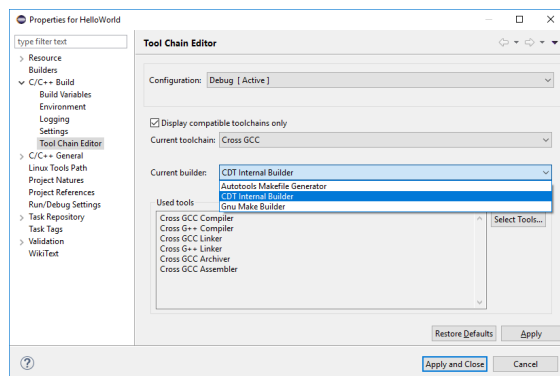 Properties for HelloWorld
type filter text
Resource
Builders
C/C++ Build
Build Variables
Environment
Logging
Settings
Tool Chain Editor
C/C++ General
Linux Tools Path
Project Natures
Project References
Run/Debug Settings
Task Repository
Task Tags
Validation
WikiText
Tool Chain Editor
Configuration: Debug [ Active ]
Display compatible toolchains only
Current toolchain: Cross GCC
Current builder: CDT Internal Builder
Autotools Makefile Generator
CDT Internal Builder
Gnu Make Builder
Used tools
Cross GCC Compiler
Cross G++ Compiler
Cross GCC Linker
Cross G++ Linker
Cross GCC Archiver
Cross GCC Assembler
Select Tools...
Restore Defaults Apply
Apply and Close Cancel